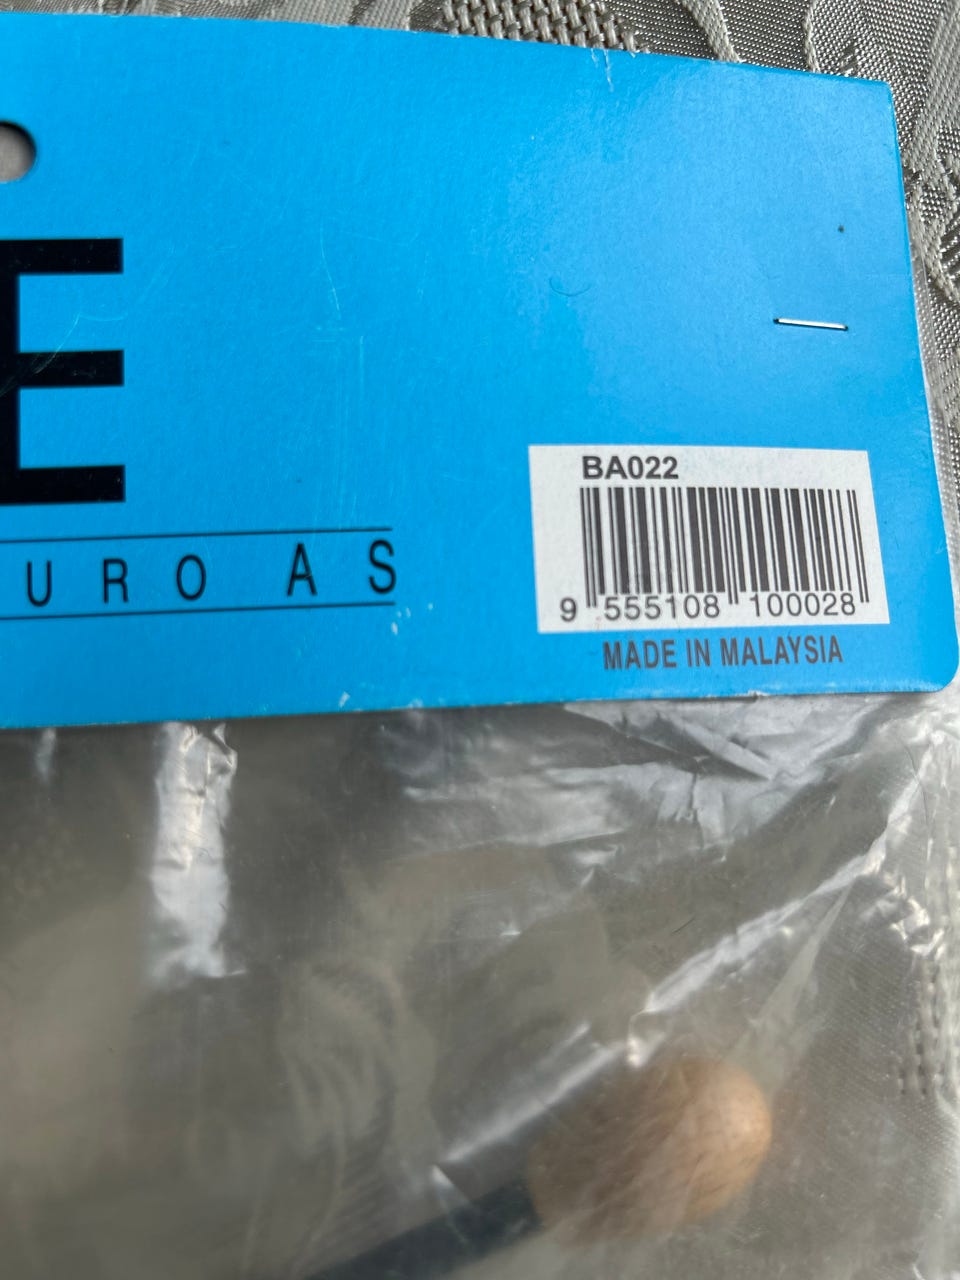 E
URO AS
BA022
9 555108 100028
MADE IN MALAYSIA